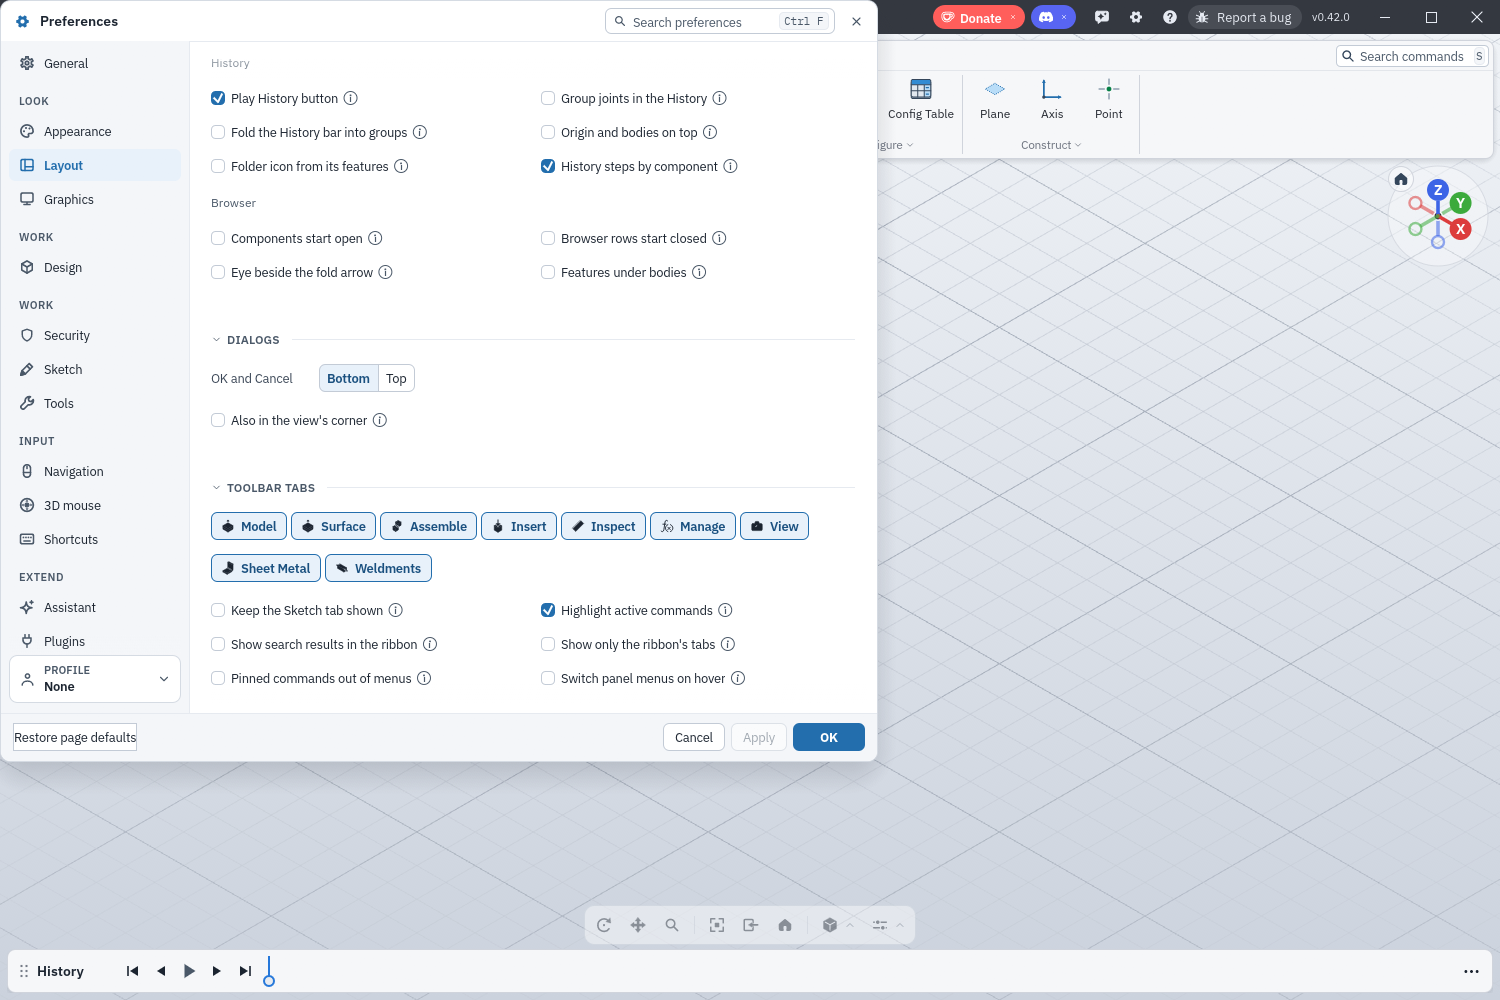 Preferences
Search preferences
Ctrl F
Donate
Report a bug
v0.42.0
General
LOOK
Appearance
Layout
Graphics
WORK
Design
WORK
Security
Sketch
Tools
INPUT
Navigation
3D mouse
Shortcuts
EXTEND
Assistant
Plugins
PROFILE
None
History
Play History button
Group joints in the History
Fold the History bar into groups
Origin and bodies on top
Folder icon from its features
History steps by component
Browser
Components start open
Browser rows start closed
Eye beside the fold arrow
Features under bodies
DIALOGS
OK and Cancel
Bottom
Top
Also in the view's corner
TOOLBAR TABS
Model
Surface
Assemble
Insert
Inspect
Manage
View
Sheet Metal
Weldments
Keep the Sketch tab shown
Highlight active commands
Show search results in the ribbon
Show only the ribbon's tabs
Pinned commands out of menus
Switch panel menus on hover
Restore page defaults
Cancel
Apply
OK
Search commands
S
Config Table
Plane
Axis
Point
igure
Construct
Z
Y
X
History